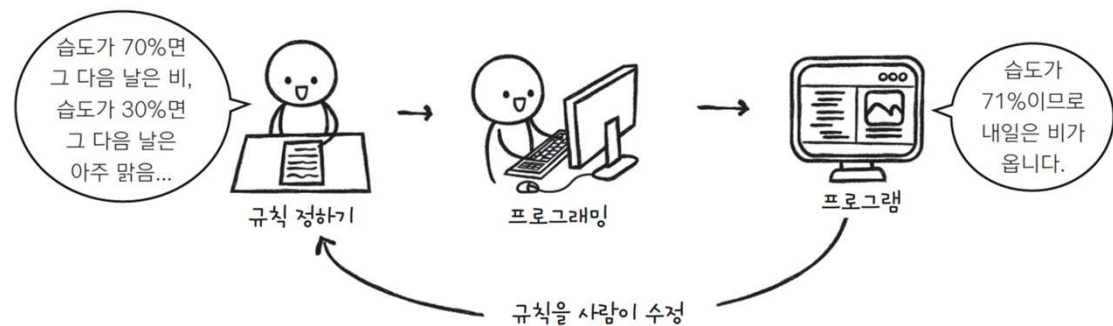 습도가 70%면
그 다음 날은 비,
습도가 30%면
그 다음 날은
아주 맑음...
규칙 정하기
프로그래밍
프로그램
습도가
71%이므로
내일은 비가
옵니다.
규칙을 사람이 수정